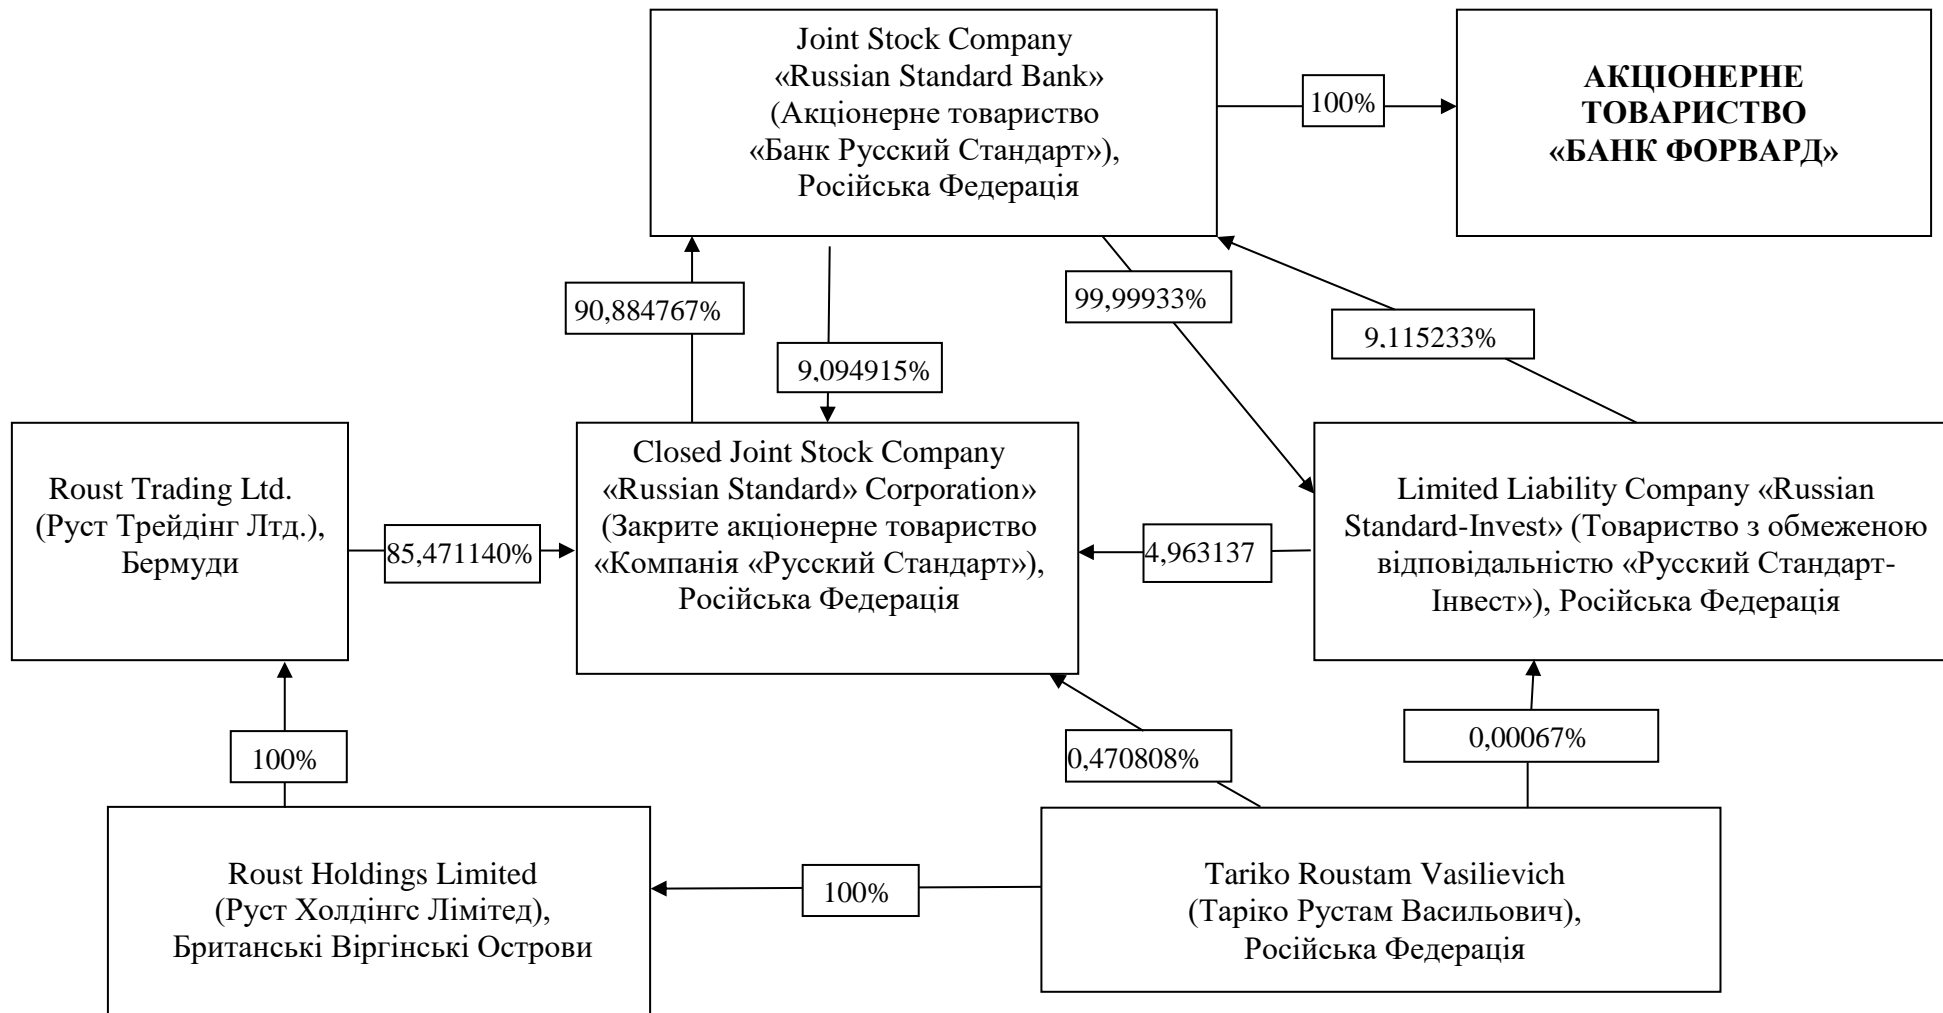 Joint Stock Company
«Russian Standard Bank»
(Акціонерне товариство
«Банк Русский Стандарт»),
Російська Федерація
100%
АКЦІОНЕРНЕ
ТОВАРИСТВО
«БАНК ФОРВАРД»
90,884767%
9,094915%
99,99933%
9,115233%
Roust Trading Ltd.
(Руст Трейдінг Лтд.),
Бермуди
85,471140%
Closed Joint Stock Company
«Russian Standard» Corporation»
(Закрите акціонерне товариство
«Компанія «Русский Стандарт»),
Російська Федерація
4,963137
Limited Liability Company «Russian
Standard-Invest» (Товариство з обмеженою
відповідальністю «Русский Стандарт-
Інвест»), Російська Федерація
100%
0,470808%
0,00067%
Roust Holdings Limited
(Руст Холдінгс Лімітед),
Британські Віргінські Острови
100%
Tariko Roustam Vasilievich
(Таріко Рустам Васильович),
Російська Федерація